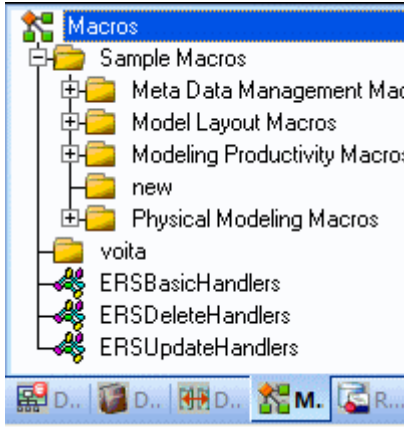 Macros
Sample Macros
Meta Data Management Mac
Model Layout Macros
Modeling Productivity Macros
new
Physical Modeling Macros
voita
ERSBasicHandlers
ERSDeleteHandlers
ERSUpdateHandlers
D.. D.. D.. M. R...